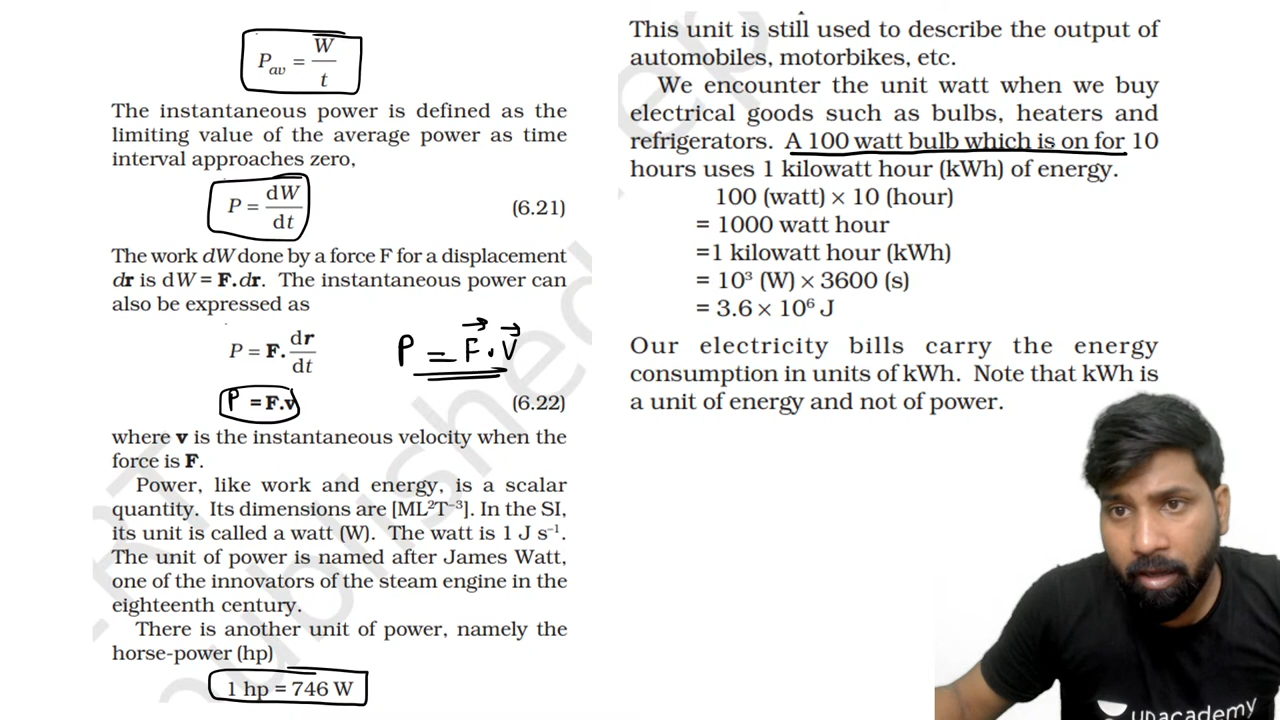 P_av = W/t
The instantaneous power is defined as the
limiting value of the average power as time
interval approaches zero,
P = dW/dt (6.21)
The work dW done by a force F for a displacement
dr is dW = F.dr. The instantaneous power can
also be expressed as
P = F. dr/dt
P = F⃗ . V⃗
P = F.v (6.22)
where v is the instantaneous velocity when the
force is F.
Power, like work and energy, is a scalar
quantity. Its dimensions are [ML²T⁻³]. In the SI,
its unit is called a watt (W). The watt is 1 J s⁻¹.
The unit of power is named after James Watt,
one of the innovators of the steam engine in the
eighteenth century.
There is another unit of power, namely the
horse-power (hp)
1 hp = 746 W
This unit is still used to describe the output of
automobiles, motorbikes, etc.
We encounter the unit watt when we buy
electrical goods such as bulbs, heaters and
refrigerators. A 100 watt bulb which is on for 10
hours uses 1 kilowatt hour (kWh) of energy.
100 (watt) × 10 (hour)
= 1000 watt hour
=1 kilowatt hour (kWh)
= 10³ (W) × 3600 (s)
= 3.6 × 10⁶ J
Our electricity bills carry the energy
consumption in units of kWh. Note that kWh is
a unit of energy and not of power.
unacademy